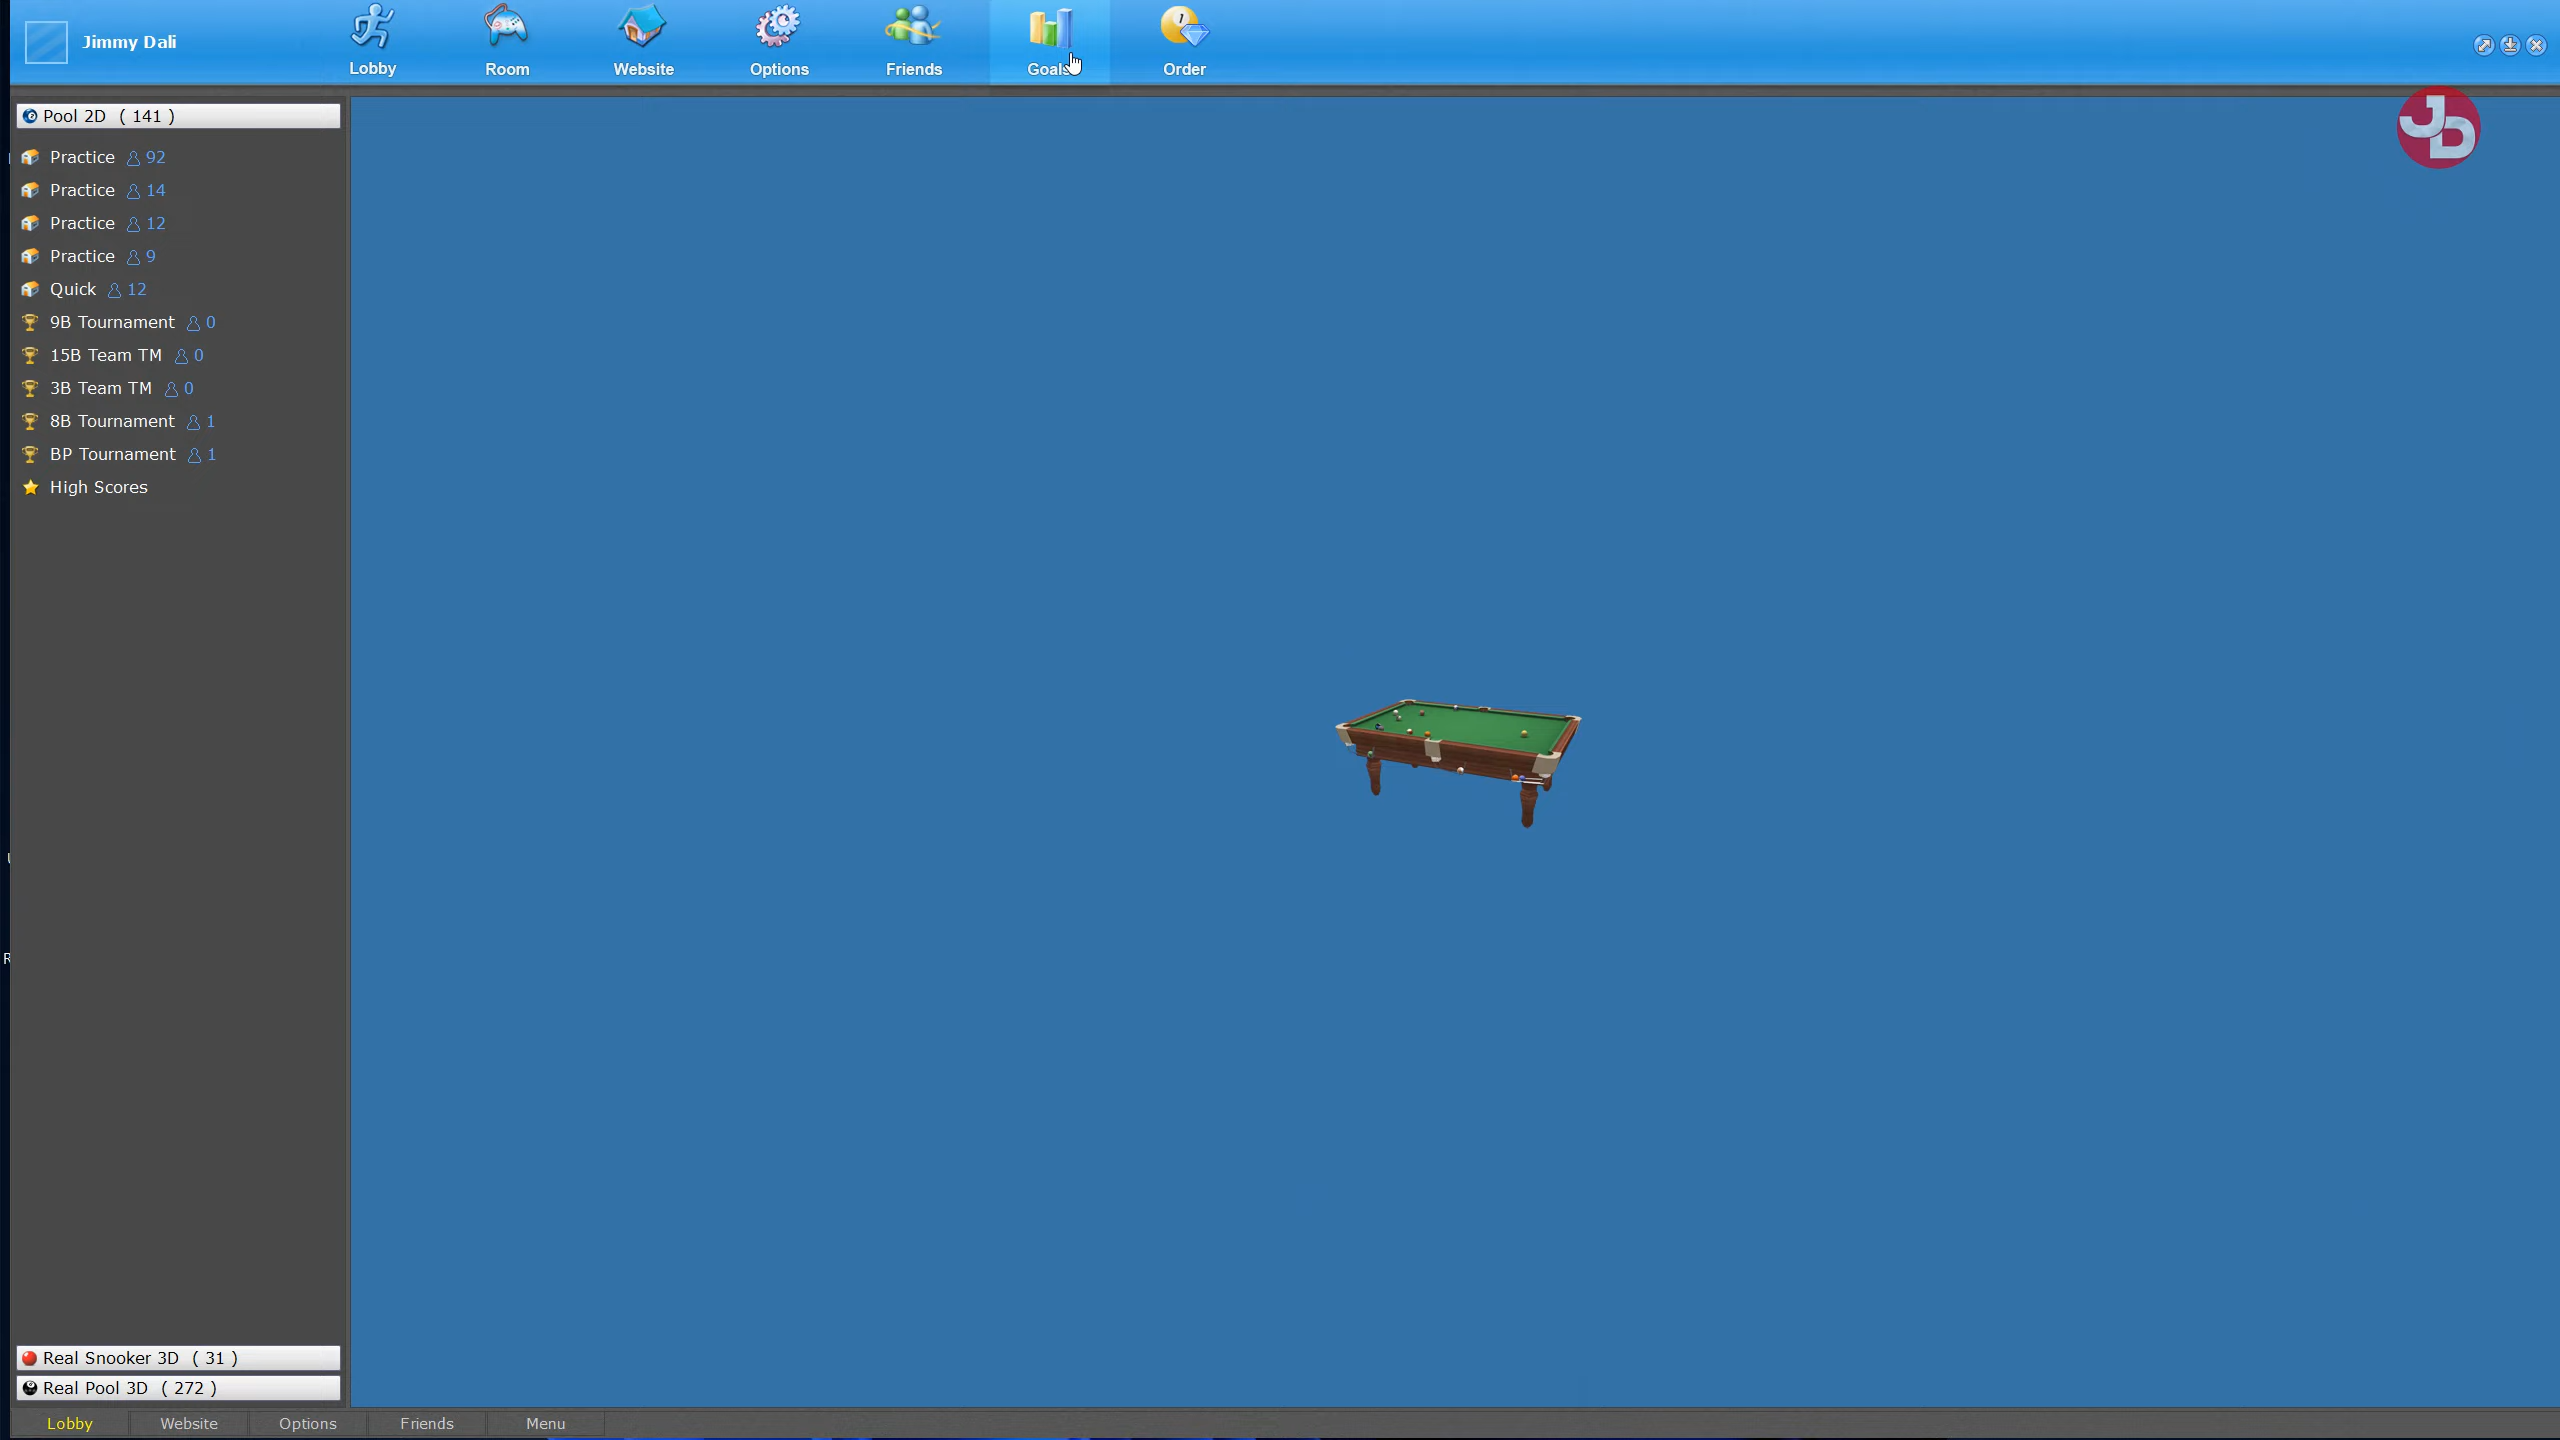 Jimmy Dali
Lobby
Room
Website
Options
Friends
Goals
Order
JD
Pool 2D ( 141 )
Practice 92
Practice 14
Practice 12
Practice 9
Quick 12
9B Tournament 0
15B Team TM 0
3B Team TM 0
8B Tournament 1
BP Tournament 1
High Scores
Real Snooker 3D ( 31 )
Real Pool 3D ( 272 )
Lobby
Website
Options
Friends
Menu